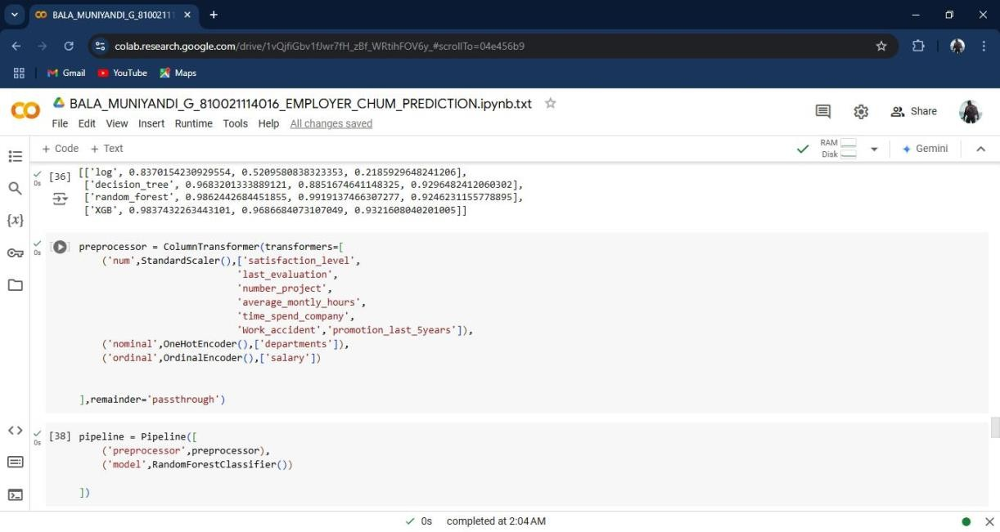 BALA_MUNIYANDI_G_8100211
colab.research.google.com/drive/1vQjfiGbv1fJwr7fH_zBf_WRtihFOV6y_#scrollTo=04e456b9
Gmail YouTube Maps
BALA_MUNIYANDI_G_810021114016_EMPLOYER_CHUM_PREDICTION.ipynb.txt
File Edit View Insert Runtime Tools Help All changes saved
Share
+ Code + Text
RAM
Disk
Gemini
[36] [['log', 0.8370154230929554, 0.5209580838323353, 0.2185929648241206],
0s
['decision_tree', 0.9683201333889121, 0.8851674641148325, 0.9296482412060302],
['random_forest', 0.9862442684451855, 0.9919137466307277, 0.9246231155778895],
['XGB', 0.9837432263443101, 0.9686684073107049, 0.9321608040201005]]
{x}
0s
preprocessor = ColumnTransformer(transformers=[
('num',StandardScaler(),['satisfaction_level',
'last_evaluation',
'number_project',
'average_montly_hours',
'time_spend_company',
'Work_accident','promotion_last_5years']),
('nominal',OneHotEncoder(),['departments']),
('ordinal',OrdinalEncoder(),['salary'])
],remainder='passthrough')
0s
[38] pipeline = Pipeline([
('preprocessor',preprocessor),
('model',RandomForestClassifier())
])
0s completed at 2:04 AM